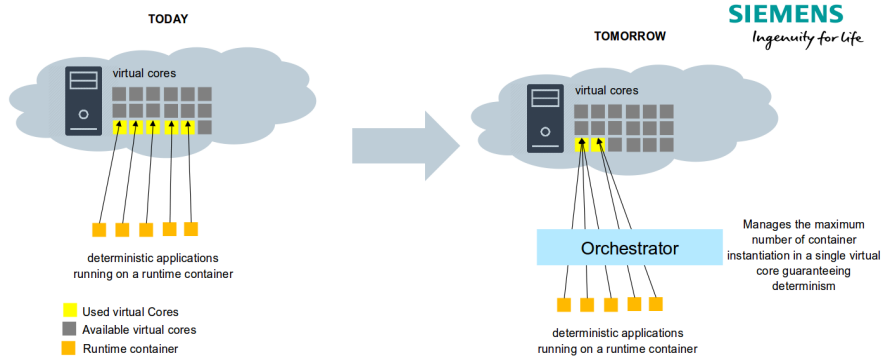 TODAY
virtual cores
deterministic applications
running on a runtime container
Used virtual Cores
Available virtual cores
Runtime container
SIEMENS
Ingenuity for life
TOMORROW
virtual cores
Orchestrator
Manages the maximum
number of container
instantiation in a single virtual
core guaranteeing
determinism
deterministic applications
running on a runtime container